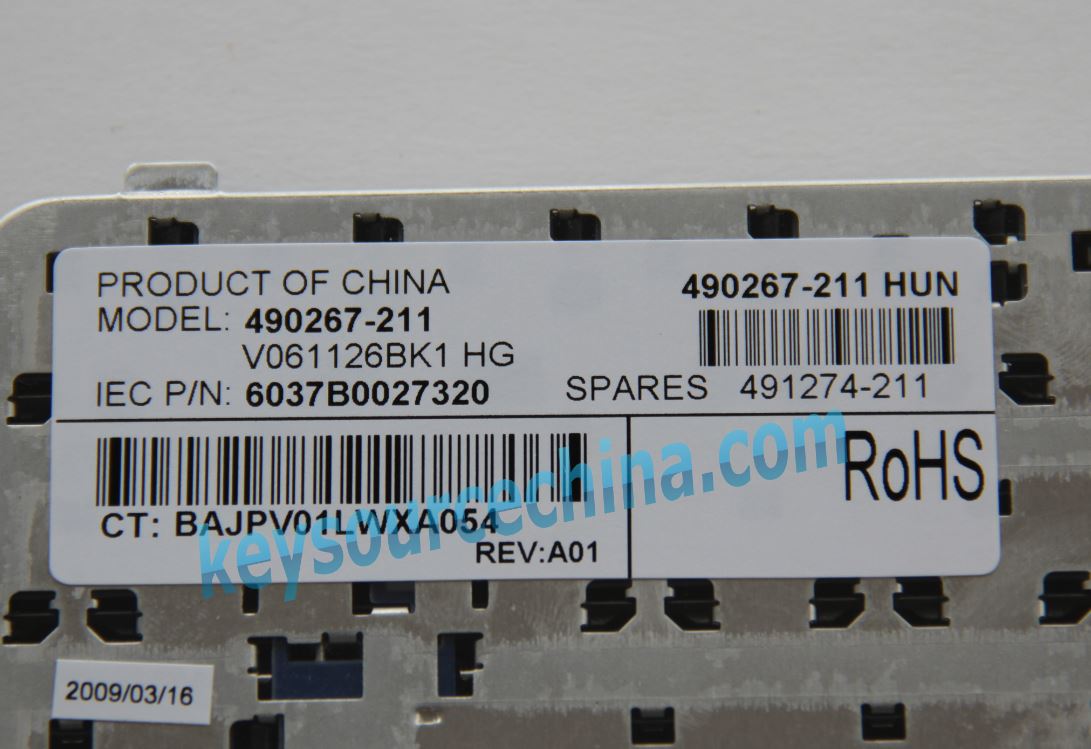 PRODUCT OF CHINA
MODEL: 490267-211
V061126BK1 HG
IEC P/N: 6037B0027320
490267-211 HUN
SPARES 491274-211
CT: BAJPV01LWXA054
REV:A01
RoHS
keysourcechina.com
2009/03/16